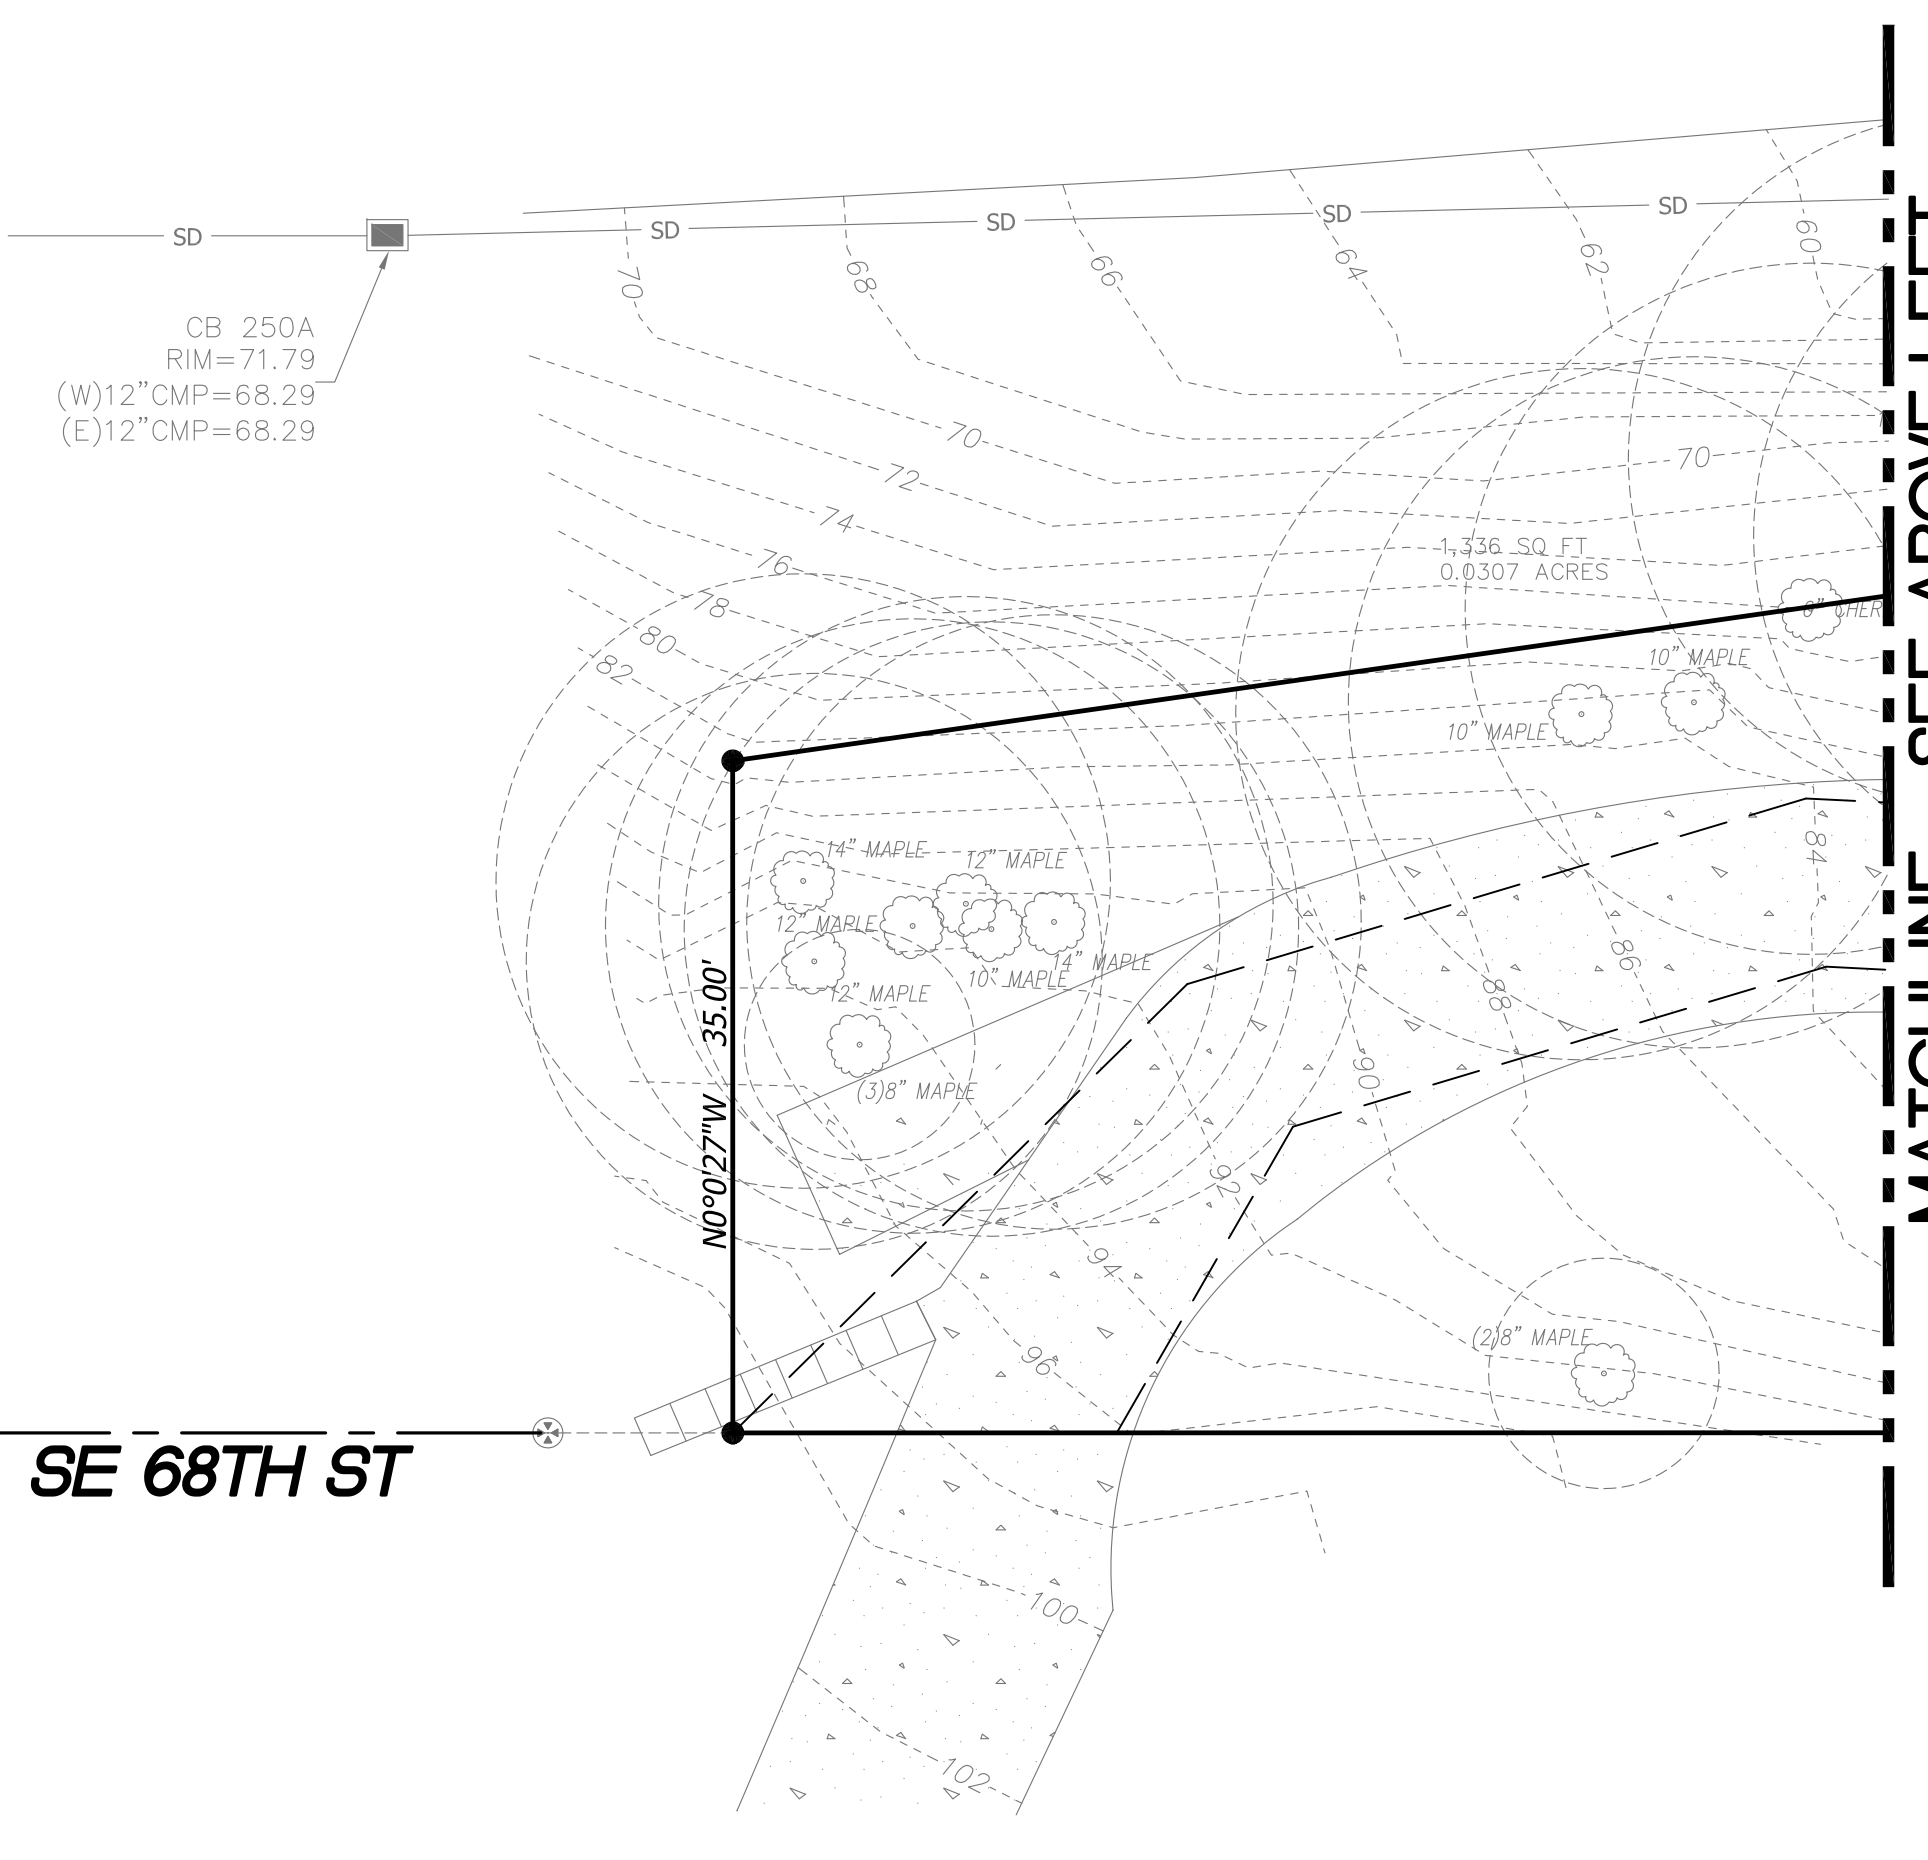 SD
SD
SD
SD
SD
CB 250A
RIM=71.79
(W)12"CMP=68.29
(E)12"CMP=68.29
70
68
66
64
62
60
70
72
74
76
78
80
82
70
1,336 SQ FT
0.0307 ACRES
10" MAPLE
10" MAPLE
14" MAPLE
12" MAPLE
12" MAPLE
14" MAPLE
10" MAPLE
12" MAPLE
(3)8" MAPLE
84
86
88
90
92
94
96
(2)8" MAPLE
100
102
N0°0'27"W 35.00'
SE 68TH ST
MATCHLINE - SEE ABOVE LEFT